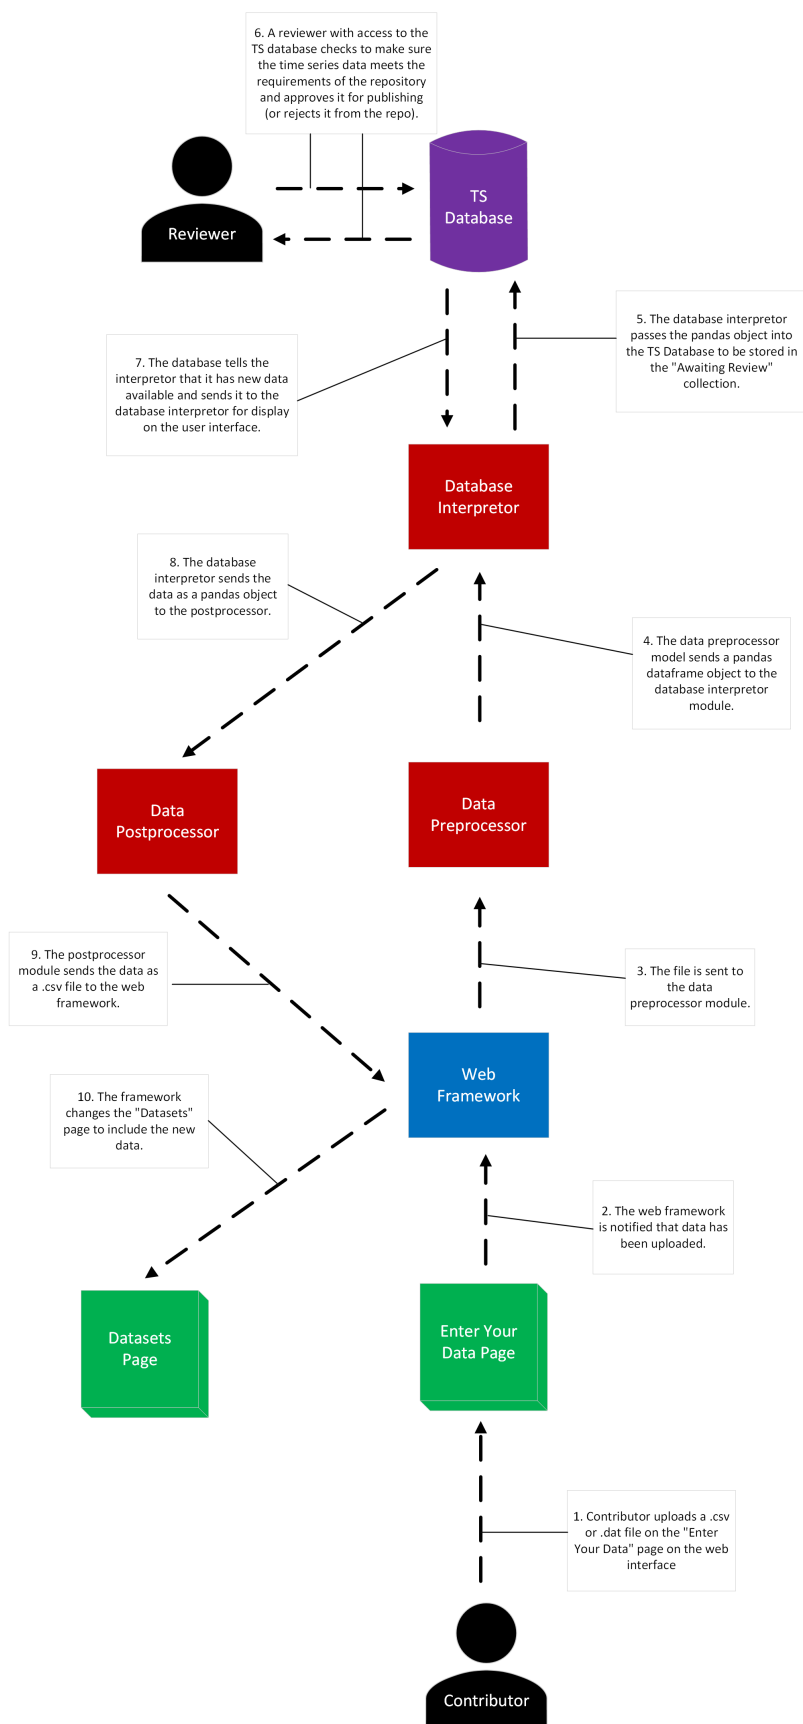 6. A reviewer with access to the
TS database checks to make sure
the time series data meets the
requirements of the repository
and approves it for publishing
(or rejects it from the repo).
TS
Database
Reviewer
5. The database interpretor
passes the pandas object into
the TS Database to be stored in
the "Awaiting Review"
collection.
7. The database tells the
interpretor that it has new data
available and sends it to the
database interpretor for display
on the user interface.
Database
Interpretor
8. The database
interpretor sends the
data as a pandas object
to the postprocessor.
4. The data preprocessor
model sends a pandas
dataframe object to the
database interpretor
module.
Data
Postprocessor
Data
Preprocessor
9. The postprocessor
module sends the data as
a .csv file to the web
framework.
3. The file is sent to
the data
preprocessor module.
Web
Framework
10. The framework
changes the "Datasets"
page to include the new
data.
2. The web framework
is notified that data has
been uploaded.
Datasets
Page
Enter Your
Data Page
1. Contributor uploads a .csv
or .dat file on the "Enter
Your Data" page on the web
interface
Contributor